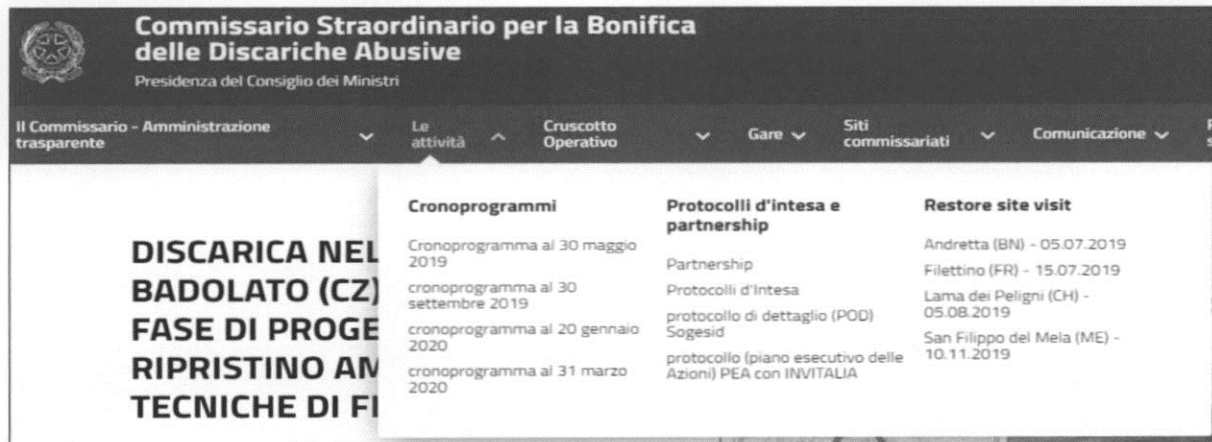 Commissario Straordinario per la Bonifica
delle Discariche Abusive
Presidenza del Consiglio dei Ministri
Il Commissario - Amministrazione
trasparente
Le
attività
Cruscotto
Operativo
Gare
Siti
commissariati
Comunicazione
Cronoprogrammi
Cronoprogramma al 30 maggio
2019
cronoprogramma al 30
settembre 2019
cronoprogramma al 20 gennaio
2020
cronoprogramma al 31 marzo
2020
Protocolli d'intesa e
partnership
Partnership
Protocolli d'Intesa
protocollo di dettaglio (POD)
Sogesid
protocollo (piano esecutivo delle
Azioni) PEA con INVITALIA
Restore site visit
Andretta (BN) - 05.07.2019
Filettino (FR) - 15.07.2019
Lama dei Peligni (CH) -
05.08.2019
San Filippo del Mela (ME) -
10.11.2019
DISCARICA NEL
BADOLATO (CZ)
FASE DI PROGE
RIPRISTINO AM
TECNICHE DI FI